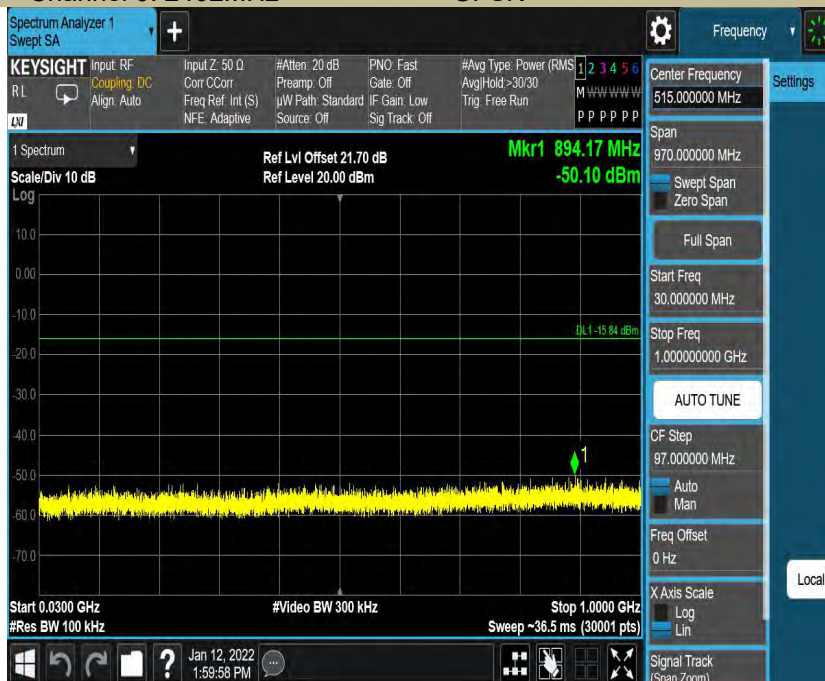 Spectrum Analyzer 1
Swept SA
+
Frequency
KEYSIGHT
RL
LXI
Input: RF
Coupling: DC
Align: Auto
Input Z: 50 Ω
Corr CCorr
Freq Ref: Int (S)
NFE: Adaptive
#Atten: 20 dB
Preamp: Off
µW Path: Standard
Source: Off
PNO: Fast
Gate: Off
IF Gain: Low
Sig Track: Off
#Avg Type: Power (RMS
Avg|Hold:>30/30
Trig: Free Run
1 2 3 4 5 6
M W W W W W
P P P P P P
1 Spectrum
Scale/Div 10 dB
Log
Ref Lvl Offset 21.70 dB
Ref Level 20.00 dBm
Mkr1 894.17 MHz
-50.10 dBm
10.0
0.00
-10.0
DL1 -15.84 dBm
-20.0
-30.0
-40.0
1
-50.0
-60.0
-70.0
Start 0.0300 GHz
#Res BW 100 kHz
#Video BW 300 kHz
Stop 1.0000 GHz
Sweep ~36.5 ms (30001 pts)
Center Frequency
515.000000 MHz
Settings
Span
970.000000 MHz
Swept Span
Zero Span
Full Span
Start Freq
30.000000 MHz
Stop Freq
1.000000000 GHz
AUTO TUNE
CF Step
97.000000 MHz
Auto
Man
Freq Offset
0 Hz
X Axis Scale
Log
Lin
Local
Signal Track
(Span Zoom)
?
Jan 12, 2022
1:59:58 PM